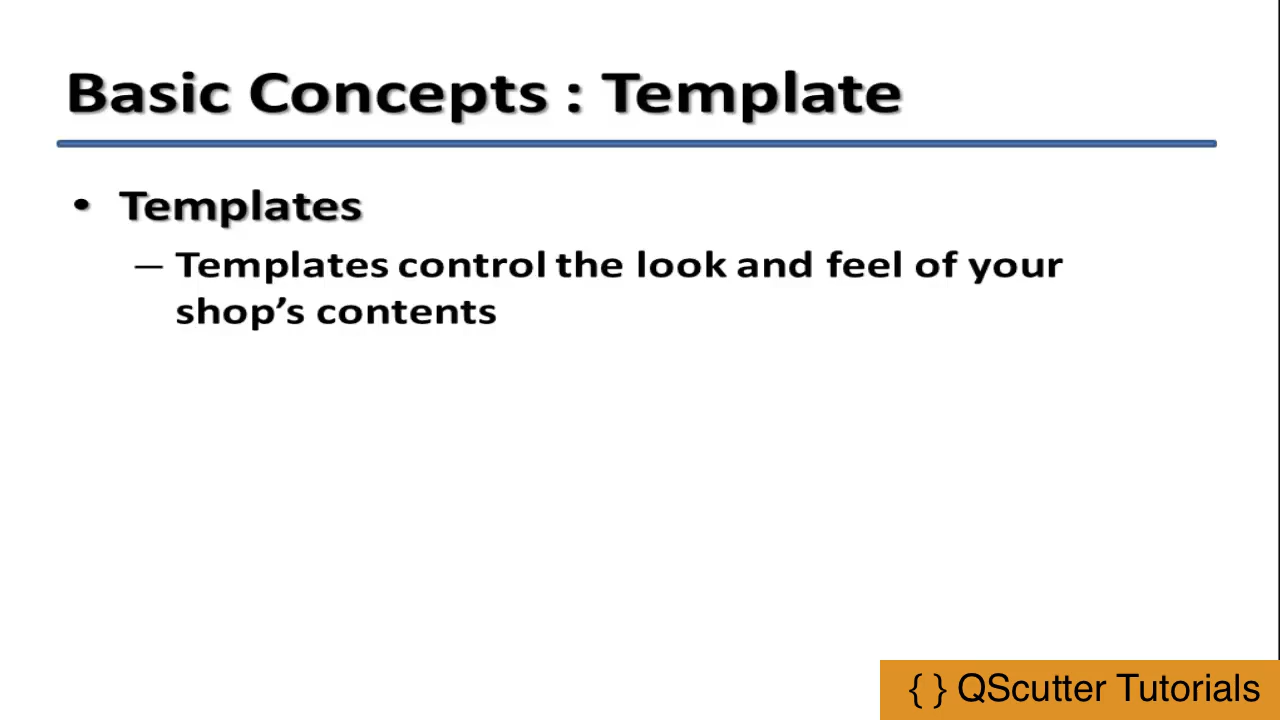 Basic Concepts : Template
• Templates
– Templates control the look and feel of your
shop’s contents
{ } QScutter Tutorials